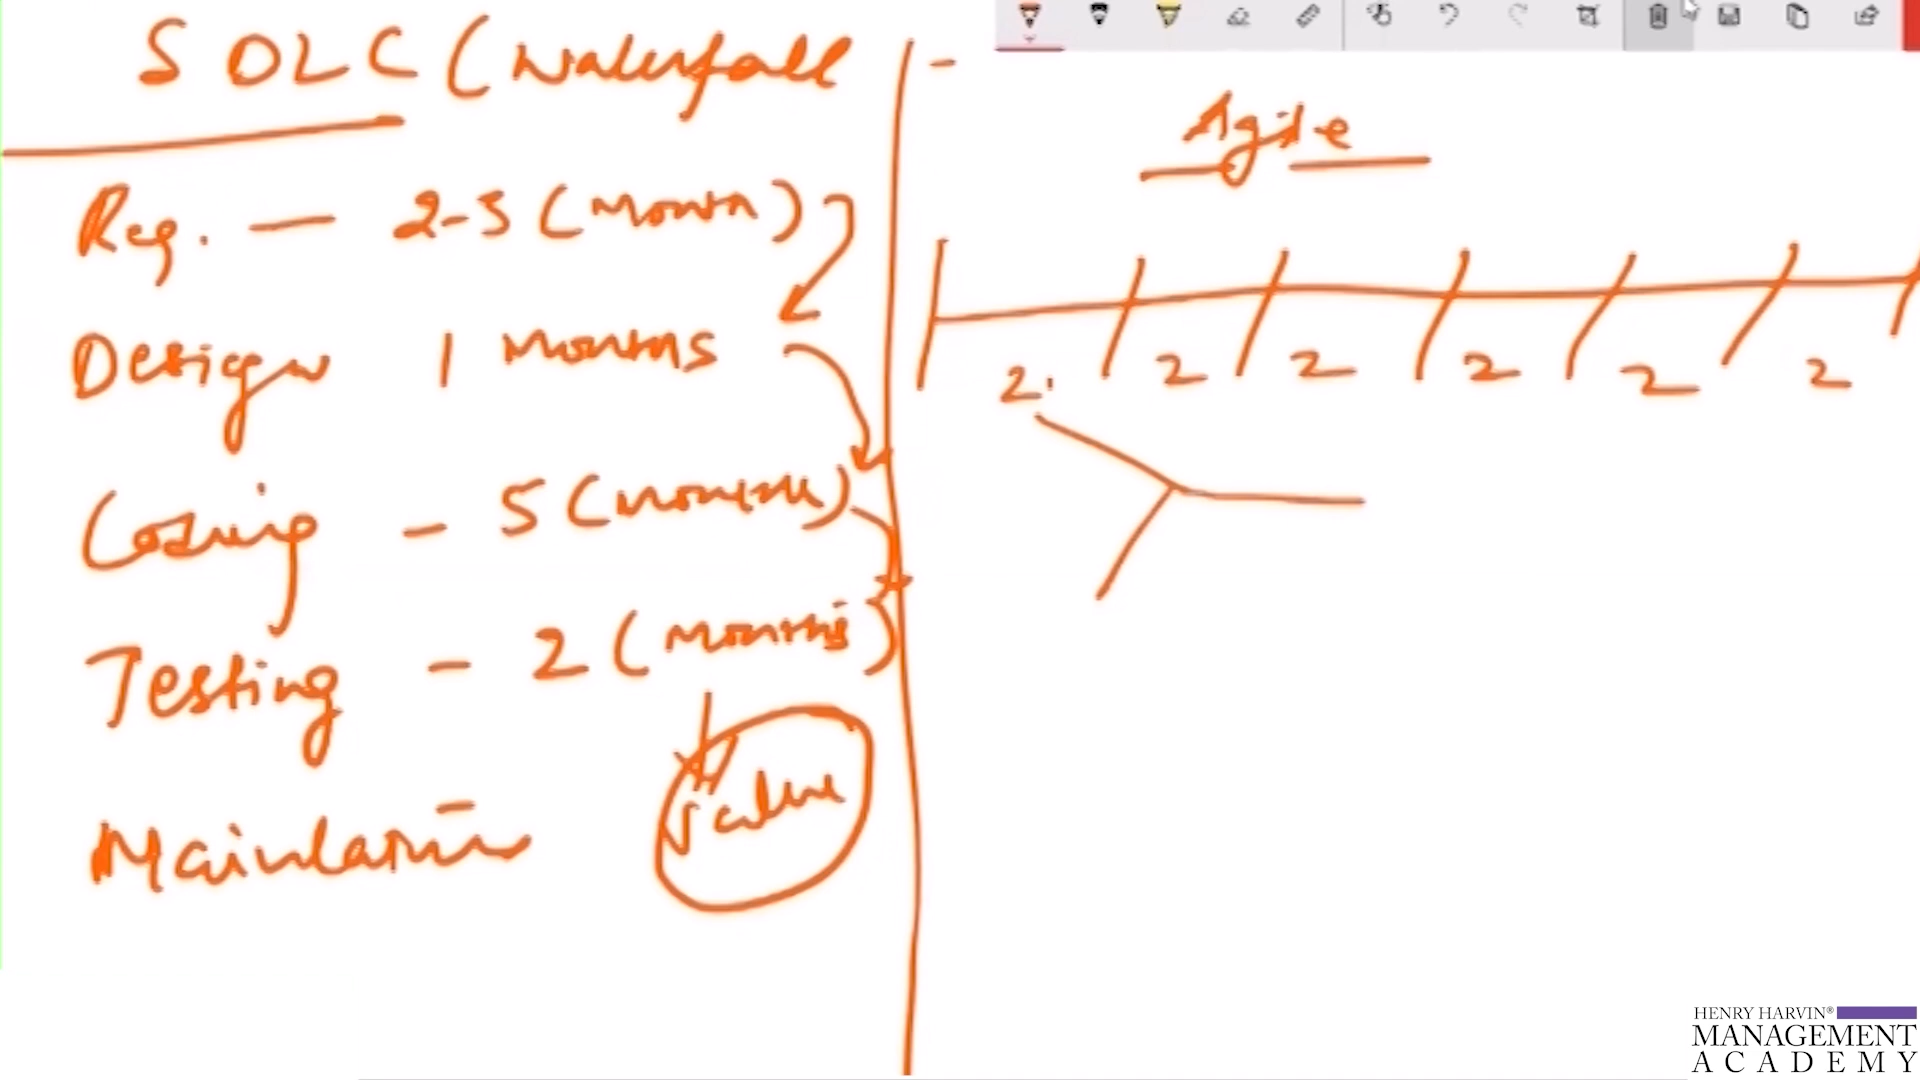 SDLC (Waterfall
Req. — 2-3 (Month)
Design 1 Months
Coding - 5 (Months)
Testing - 2 (Months)
Value
-
Agile
2 2 2 2 2 2
HENRY HARVIN®
MANAGEMENT
ACADEMY